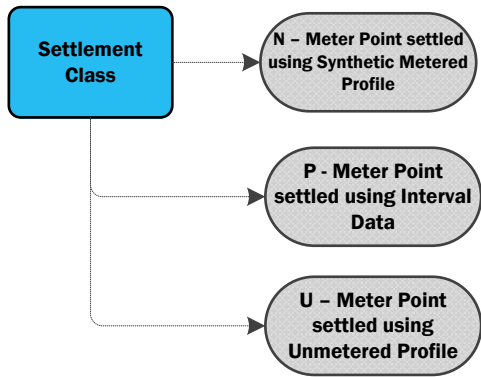 Settlement
Class
N – Meter Point settled
using Synthetic Metered
Profile
P - Meter Point
settled using Interval
Data
U – Meter Point
settled using
Unmetered Profile